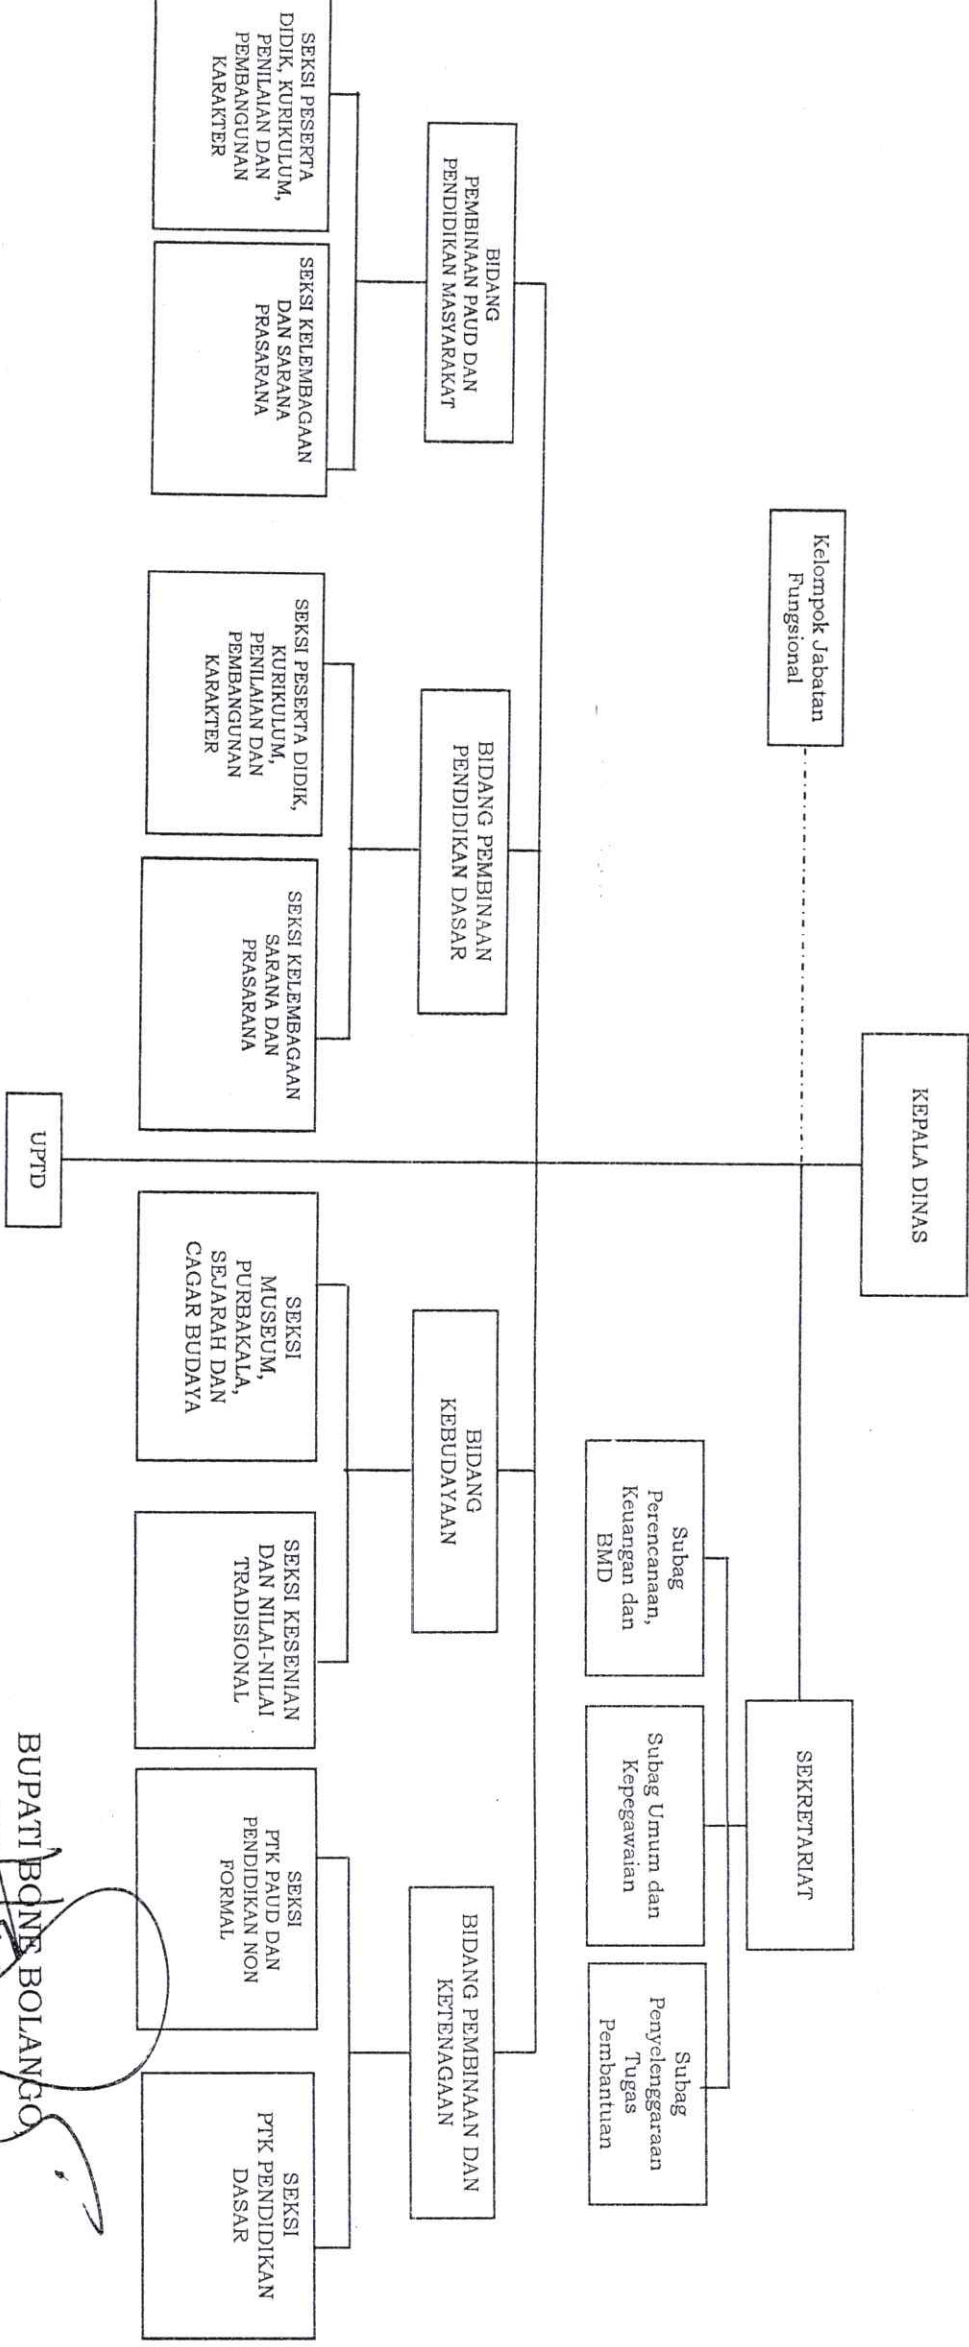 KEPALA DINAS
Kelompok Jabatan
Fungsional
SEKRETARIAT
Subag
Perencanaan,
Keuangan dan
BMD
Subag Umum dan
Kepegawaian
Subag
Penyelenggaraan
Tugas
Pembantuan
BIDANG
PEMBINAAN PAUD DAN
PENDIDIKAN MASYARAKAT
BIDANG PEMBINAAN
PENDIDIKAN DASAR
BIDANG
KEBUDAYAAN
BIDANG PEMBINAAN DAN
KETENAGAAN
SEKSI PESERTA
DIDIK, KURIKULUM,
PENILAIAN DAN
PEMBANGUNAN
KARAKTER
SEKSI KELEMBAGAAN
DAN SARANA
PRASARANA
SEKSI PESERTA DIDIK,
KURIKULUM,
PENILAIAN DAN
PEMBANGUNAN
KARAKTER
SEKSI KELEMBAGAAN
SARANA DAN
PRASARANA
SEKSI
MUSEUM,
PURBAKALA,
SEJARAH DAN
CAGAR BUDAYA
SEKSI KESENIAN
DAN NILAI-NILAI
TRADISIONAL
SEKSI
PTK PAUD DAN
PENDIDIKAN NON
FORMAL
SEKSI
PTK PENDIDIKAN
DASAR
UPTD
BUPATI BONE BOLANGO,